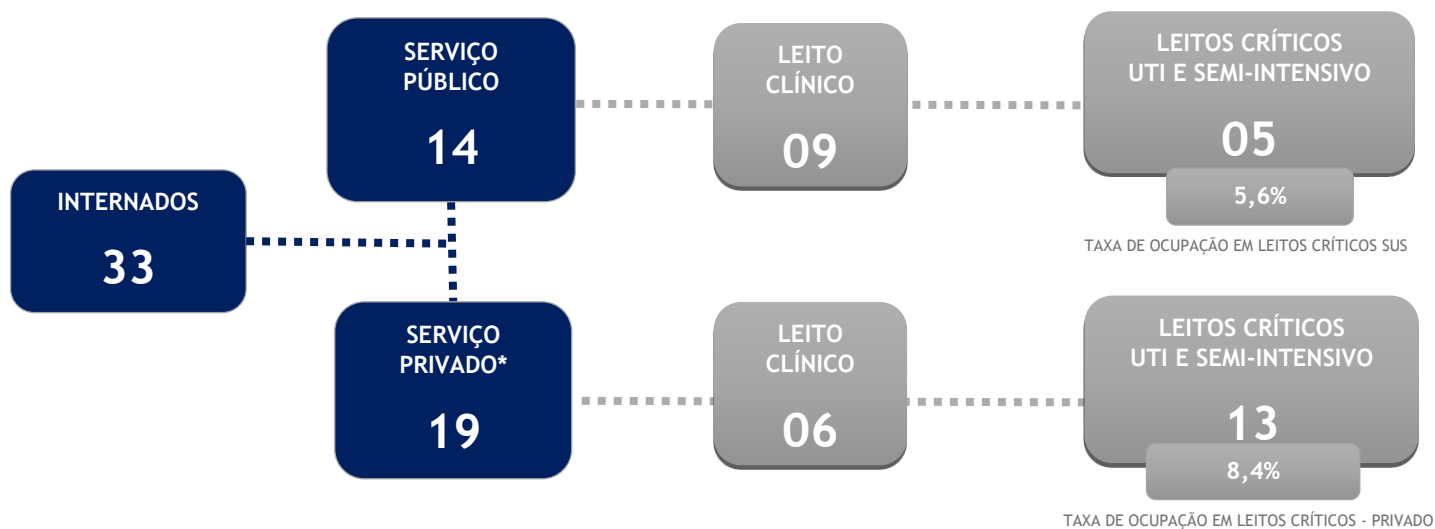 INTERNADOS
33
SERVIÇO
PÚBLICO
14
LEITO
CLÍNICO
09
LEITOS CRÍTICOS
UTI E SEMI-INTENSIVO
05
5,6%
TAXA DE OCUPAÇÃO EM LEITOS CRÍTICOS SUS
SERVIÇO
PRIVADO*
19
LEITO
CLÍNICO
06
LEITOS CRÍTICOS
UTI E SEMI-INTENSIVO
13
8,4%
TAXA DE OCUPAÇÃO EM LEITOS CRÍTICOS - PRIVADO